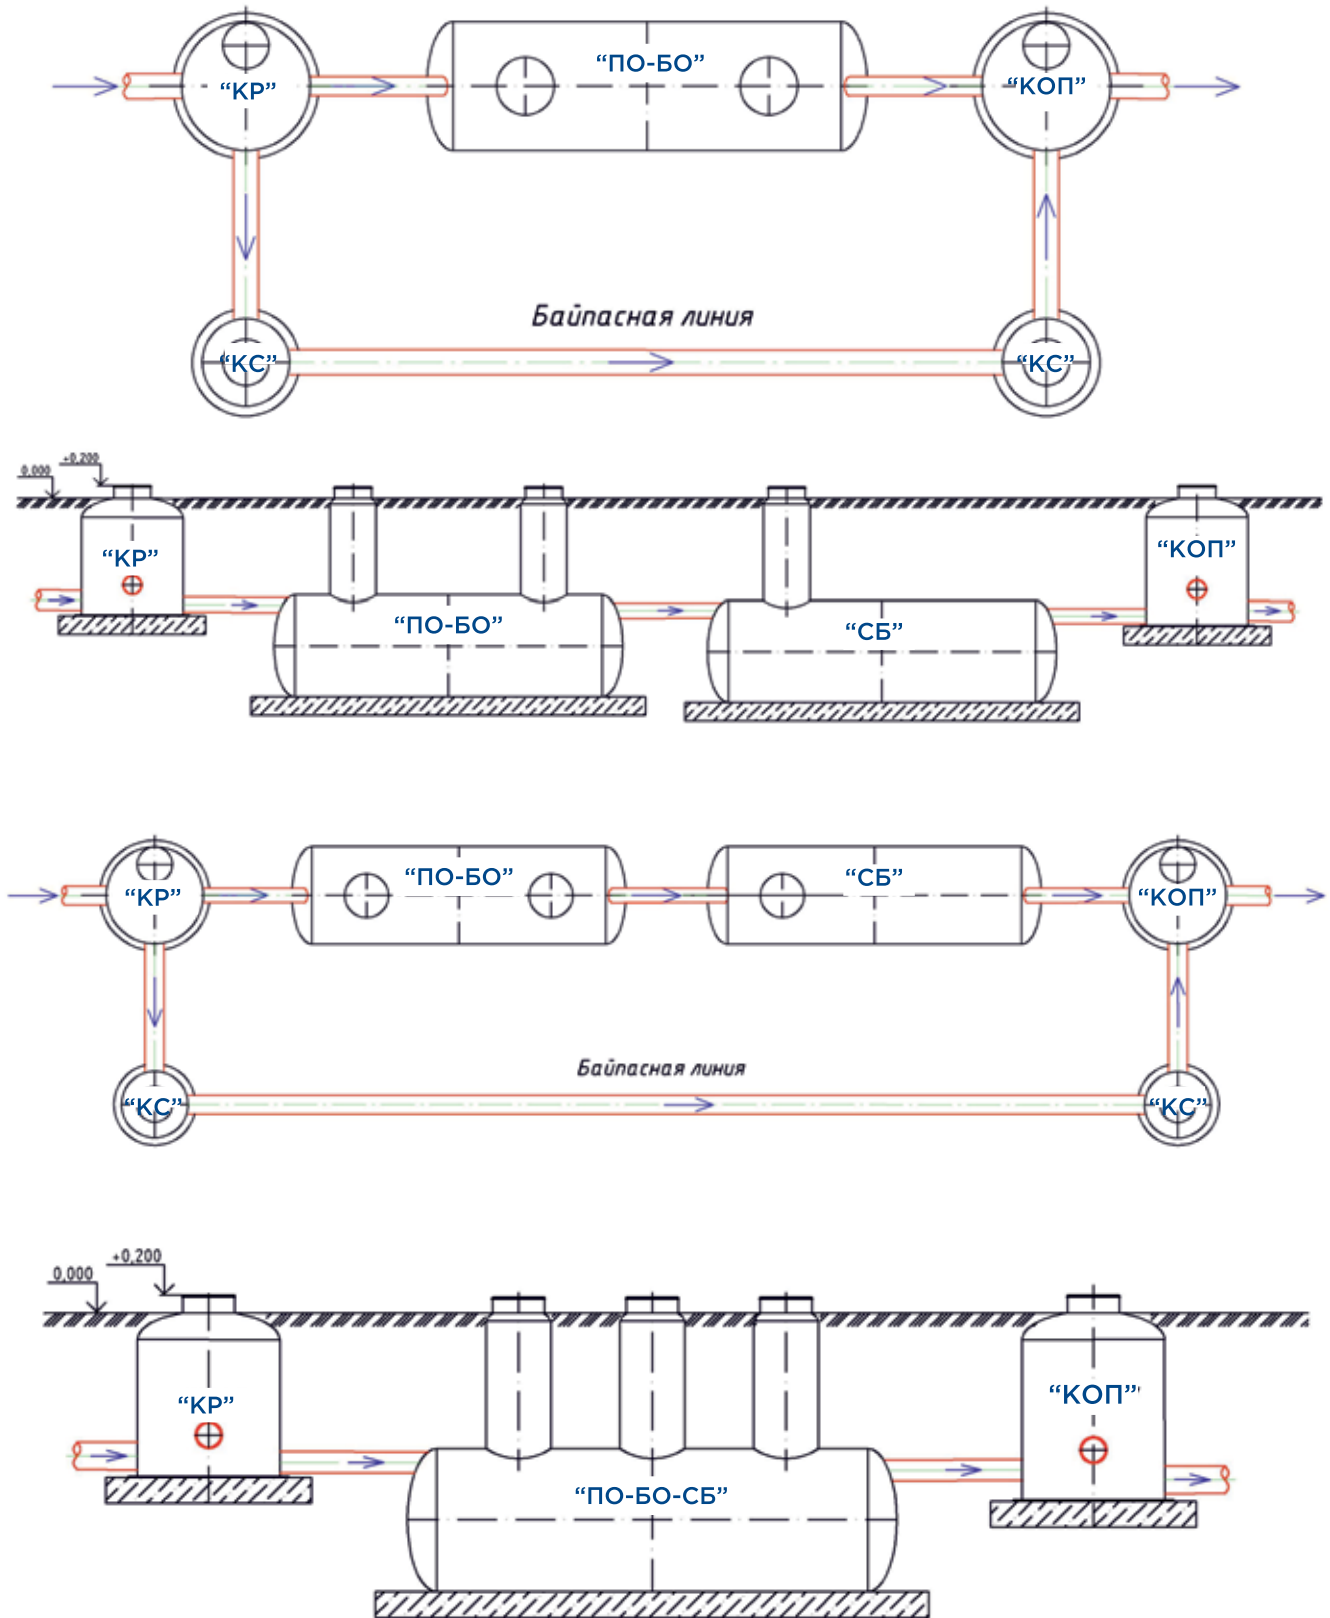 “КР”
“ПО-БО”
“КОП”
Байпасная линия
“КС”
“КС”
0,000
+0,200
“КР”
“ПО-БО”
“СБ”
“КОП”
“КР”
“ПО-БО”
“СБ”
“КОП”
Байпасная линия
“КС”
“КС”
0,000
+0,200
“КР”
“КОП”
“ПО-БО-СБ”